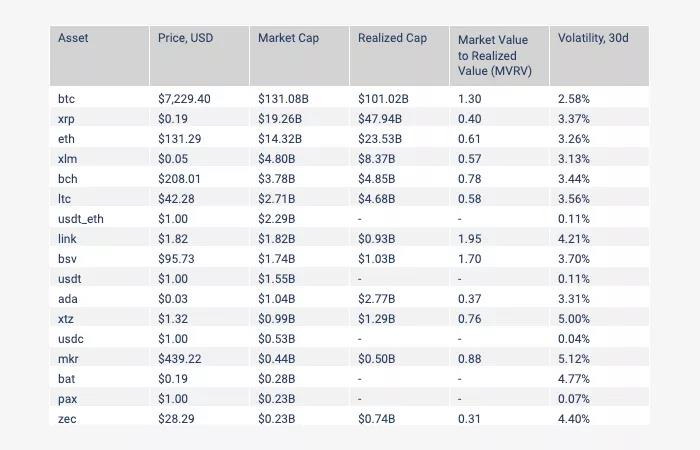 Asset Price, USD Market Cap Realized Cap Market Value to Realized Value (MVRV) Volatility, 30d
btc $7,229.40 $131.08B $101.02B 1.30 2.58%
xrp $0.19 $19.26B $47.94B 0.40 3.37%
eth $131.29 $14.32B $23.53B 0.61 3.26%
xlm $0.05 $4.80B $8.37B 0.57 3.13%
bch $208.01 $3.78B $4.85B 0.78 3.44%
ltc $42.28 $2.71B $4.68B 0.58 3.56%
usdt_eth $1.00 $2.29B - - 0.11%
link $1.82 $1.82B $0.93B 1.95 4.21%
bsv $95.73 $1.74B $1.03B 1.70 3.70%
usdt $1.00 $1.55B - - 0.11%
ada $0.03 $1.04B $2.77B 0.37 3.31%
xtz $1.32 $0.99B $1.29B 0.76 5.00%
usdc $1.00 $0.53B - - 0.04%
mkr $439.22 $0.44B $0.50B 0.88 5.12%
bat $0.19 $0.28B - - 4.77%
pax $1.00 $0.23B - - 0.07%
zec $28.29 $0.23B $0.74B 0.31 4.40%